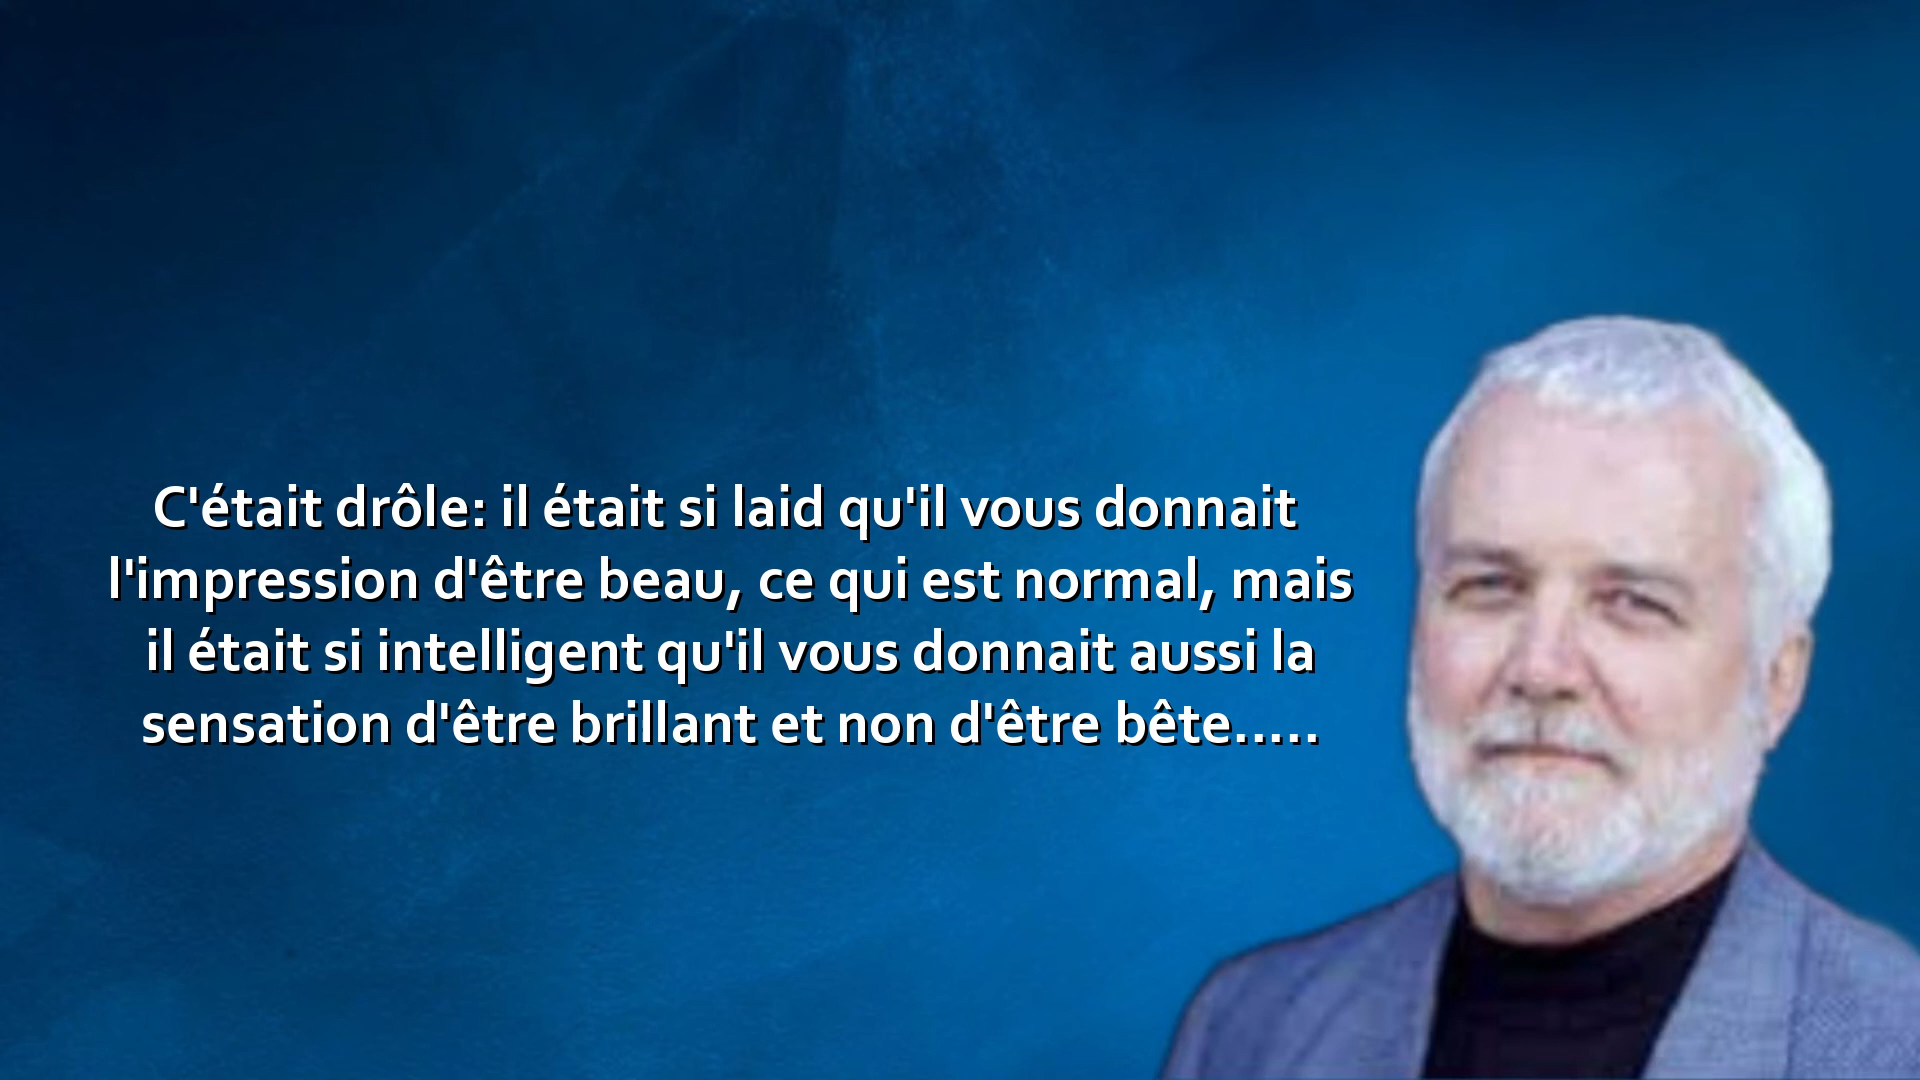 C'était drôle: il était si laid qu'il vous donnait
l'impression d'être beau, ce qui est normal, mais
il était si intelligent qu'il vous donnait aussi la
sensation d'être brillant et non d'être bête.....